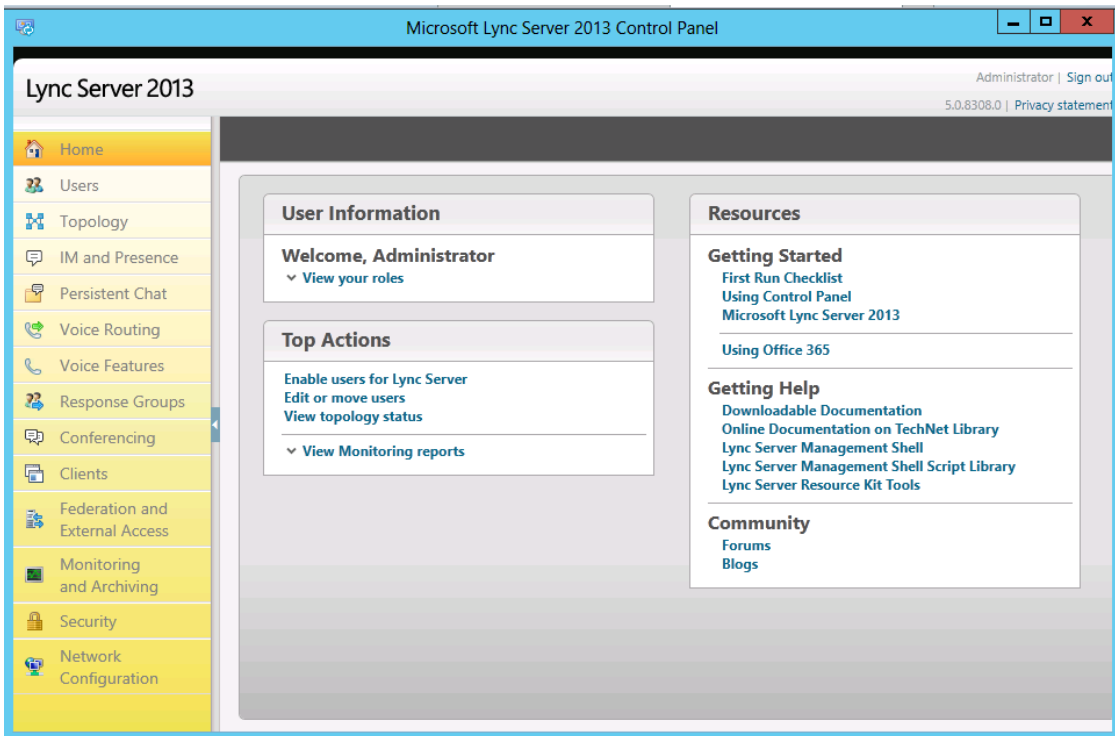 Microsoft Lync Server 2013 Control Panel
Lync Server 2013
Administrator | Sign out
5.0.8308.0 | Privacy statement
Home
Users
Topology
IM and Presence
Persistent Chat
Voice Routing
Voice Features
Response Groups
Conferencing
Clients
Federation and
External Access
Monitoring
and Archiving
Security
Network
Configuration
User Information
Welcome, Administrator
View your roles
Top Actions
Enable users for Lync Server
Edit or move users
View topology status
View Monitoring reports
Resources
Getting Started
First Run Checklist
Using Control Panel
Microsoft Lync Server 2013
Using Office 365
Getting Help
Downloadable Documentation
Online Documentation on TechNet Library
Lync Server Management Shell
Lync Server Management Shell Script Library
Lync Server Resource Kit Tools
Community
Forums
Blogs